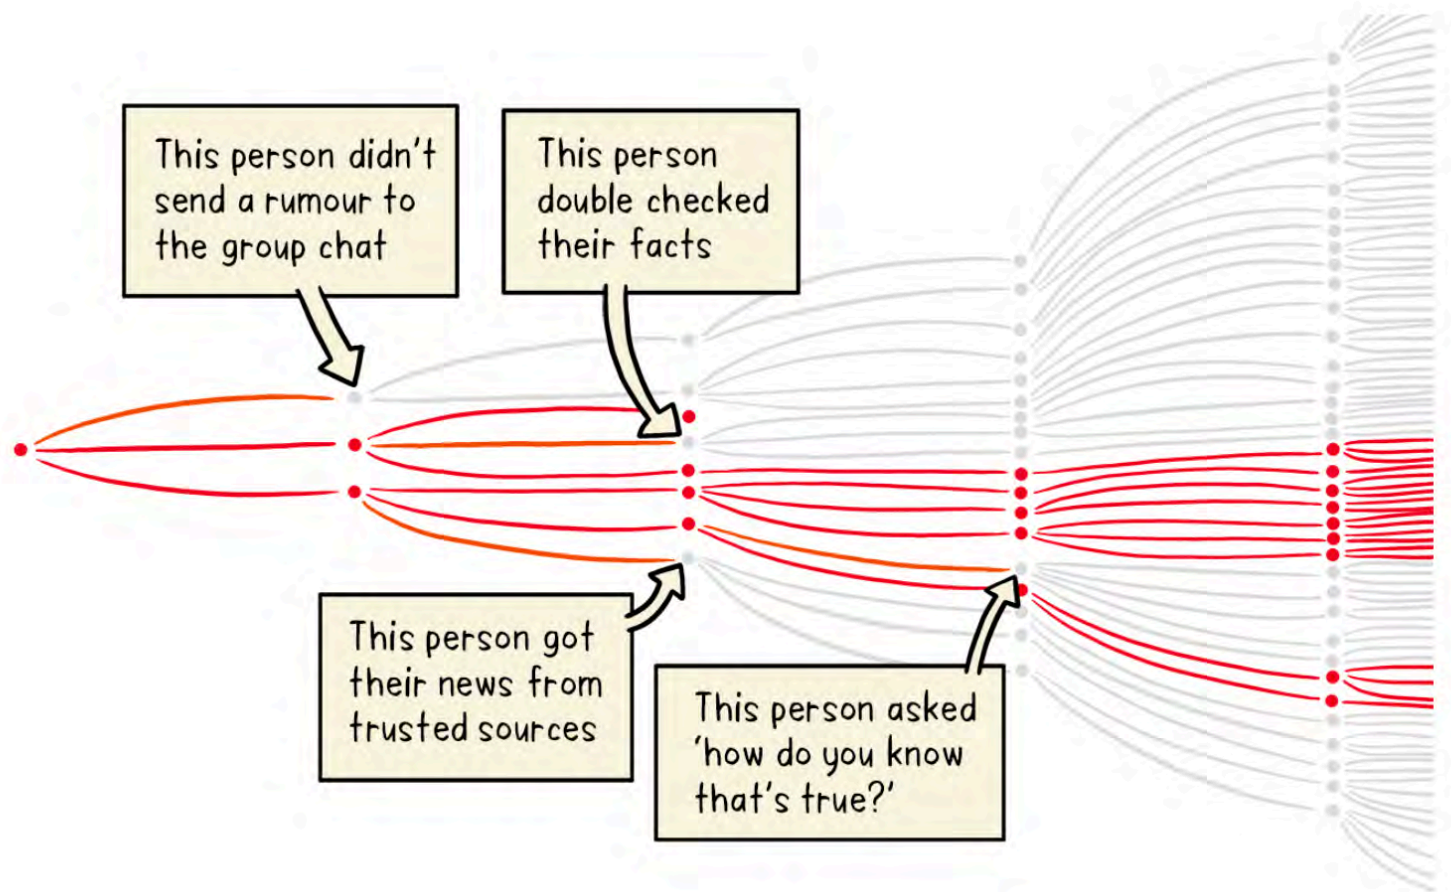 This person didn't
send a rumour to
the group chat
This person
double checked
their facts
This person got
their news from
trusted sources
This person asked
'how do you know
that's true?'